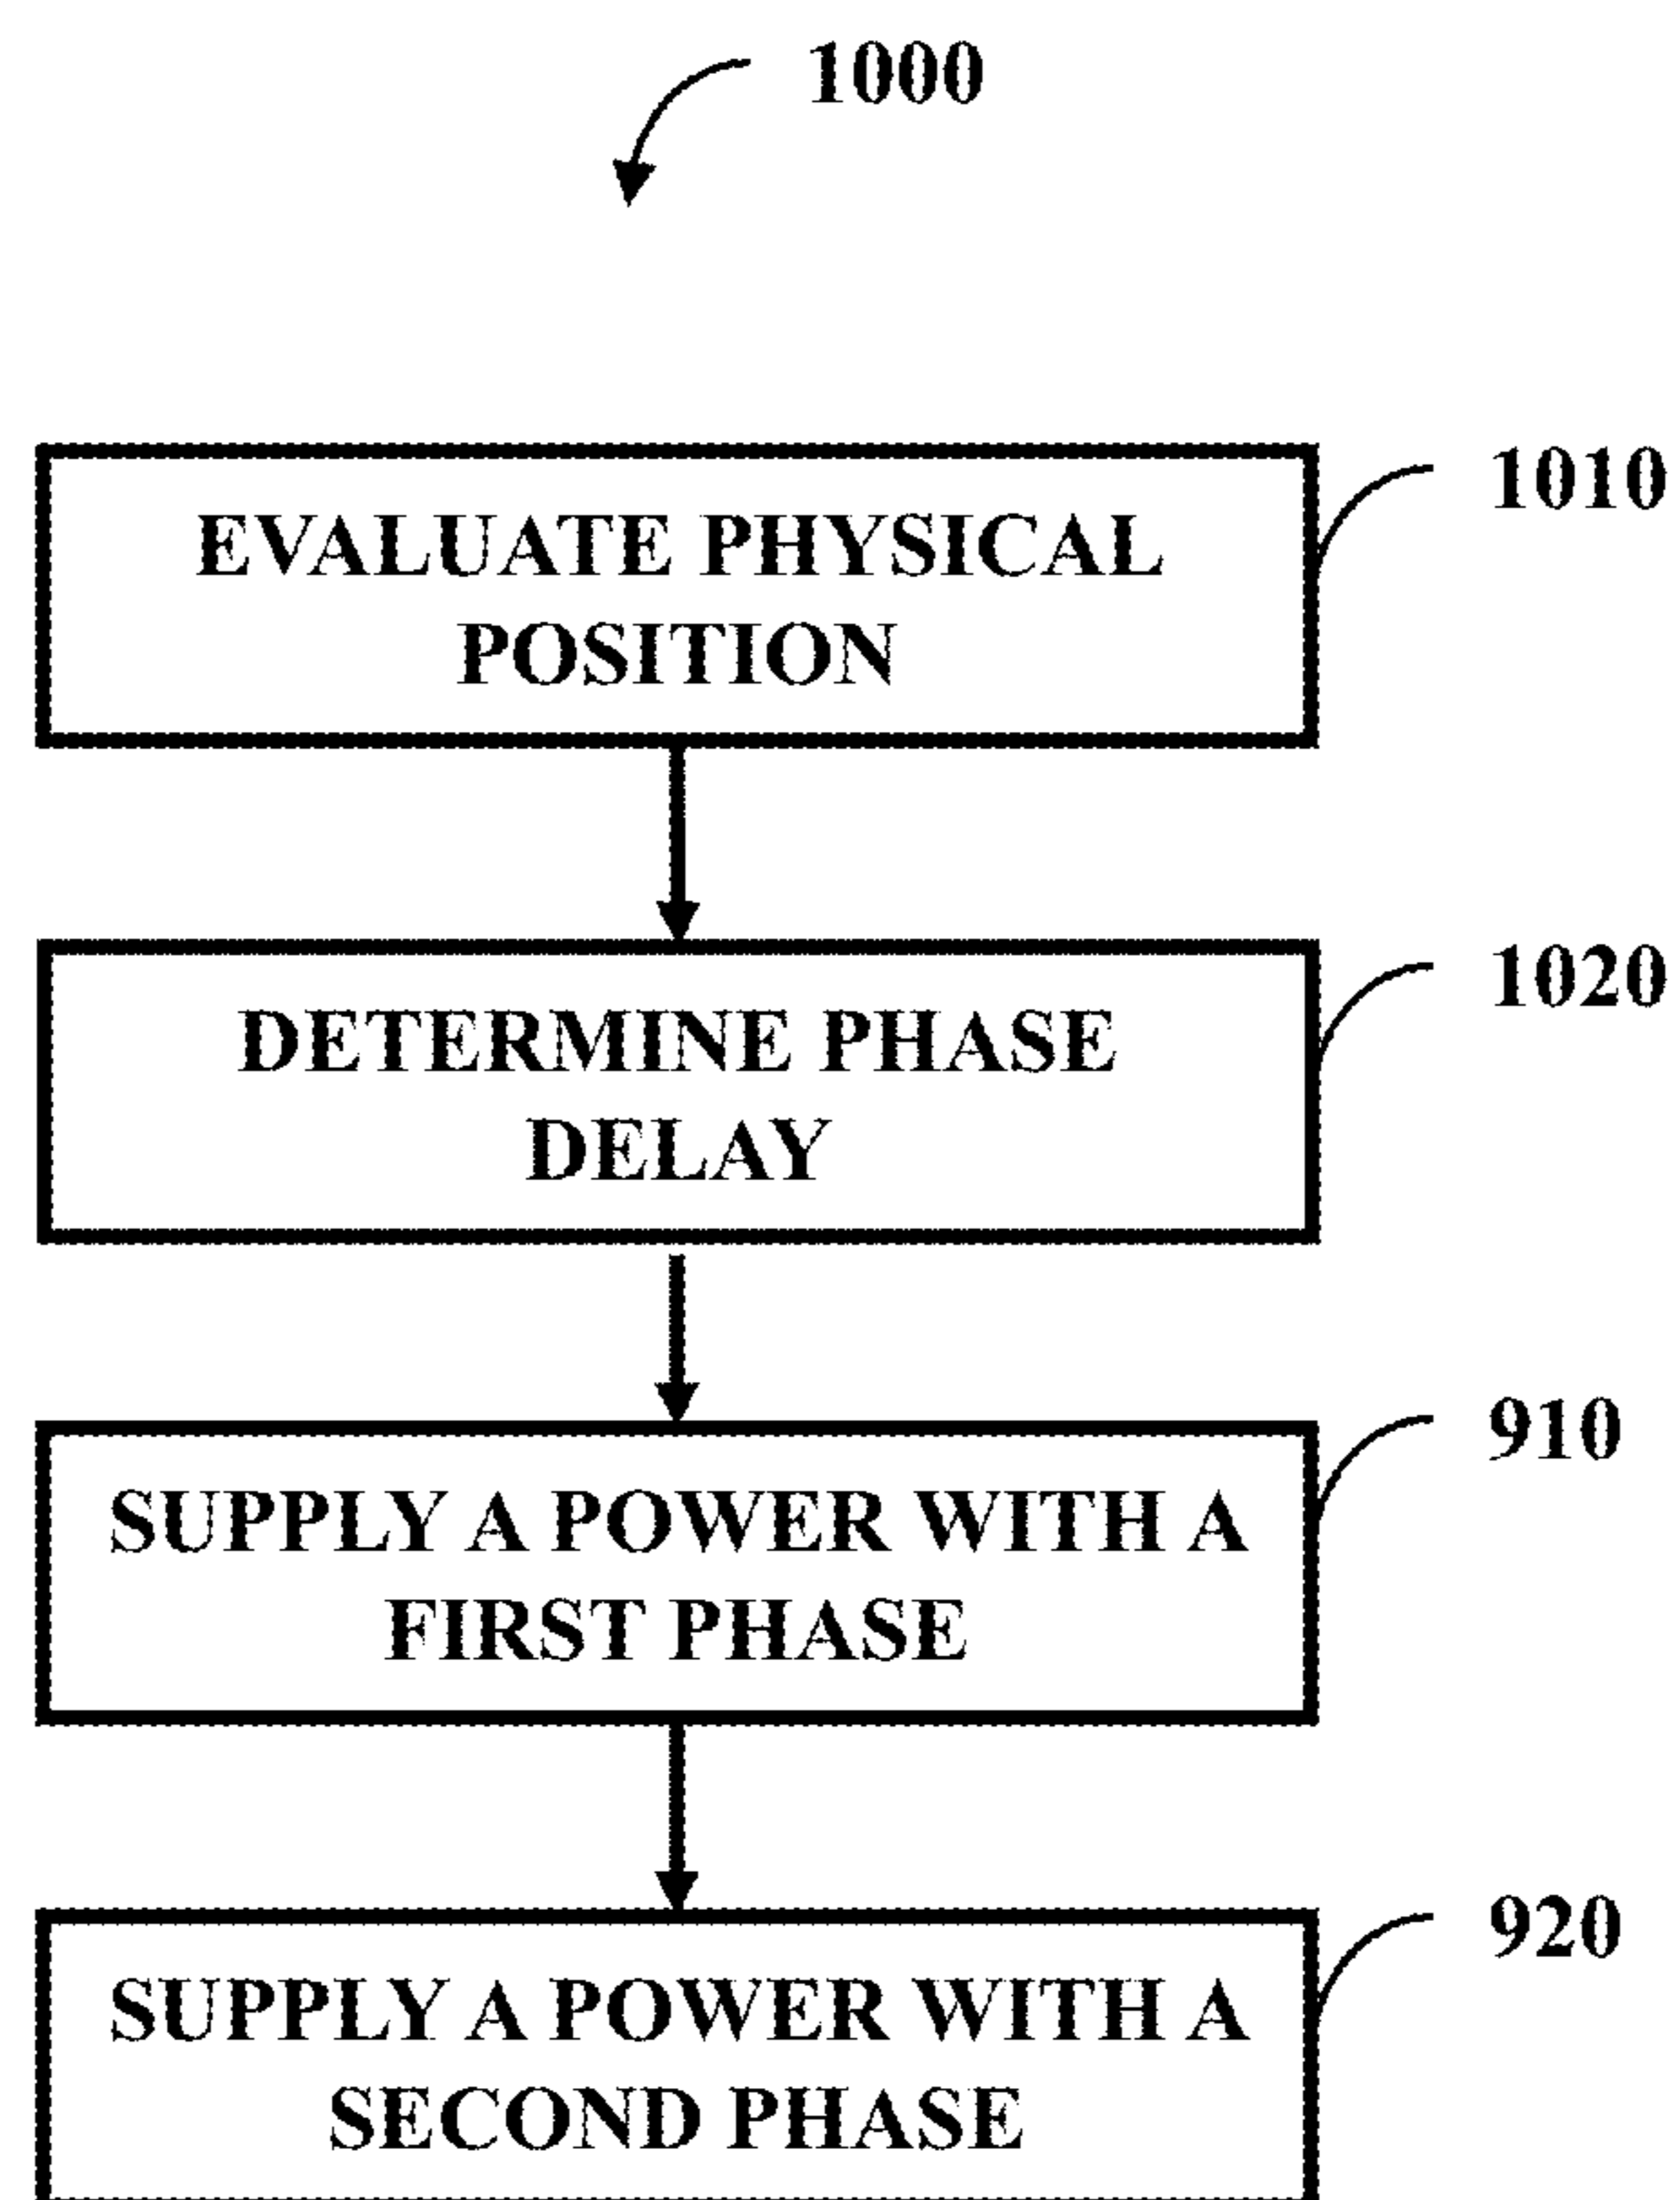 1000
1010
EVALUATE PHYSICAL
POSITION
1020
DETERMINE PHASE
DELAY
910
SUPPLY A POWER WITH A
FIRST PHASE
920
SUPPLY A POWER WITH A
SECOND PHASE